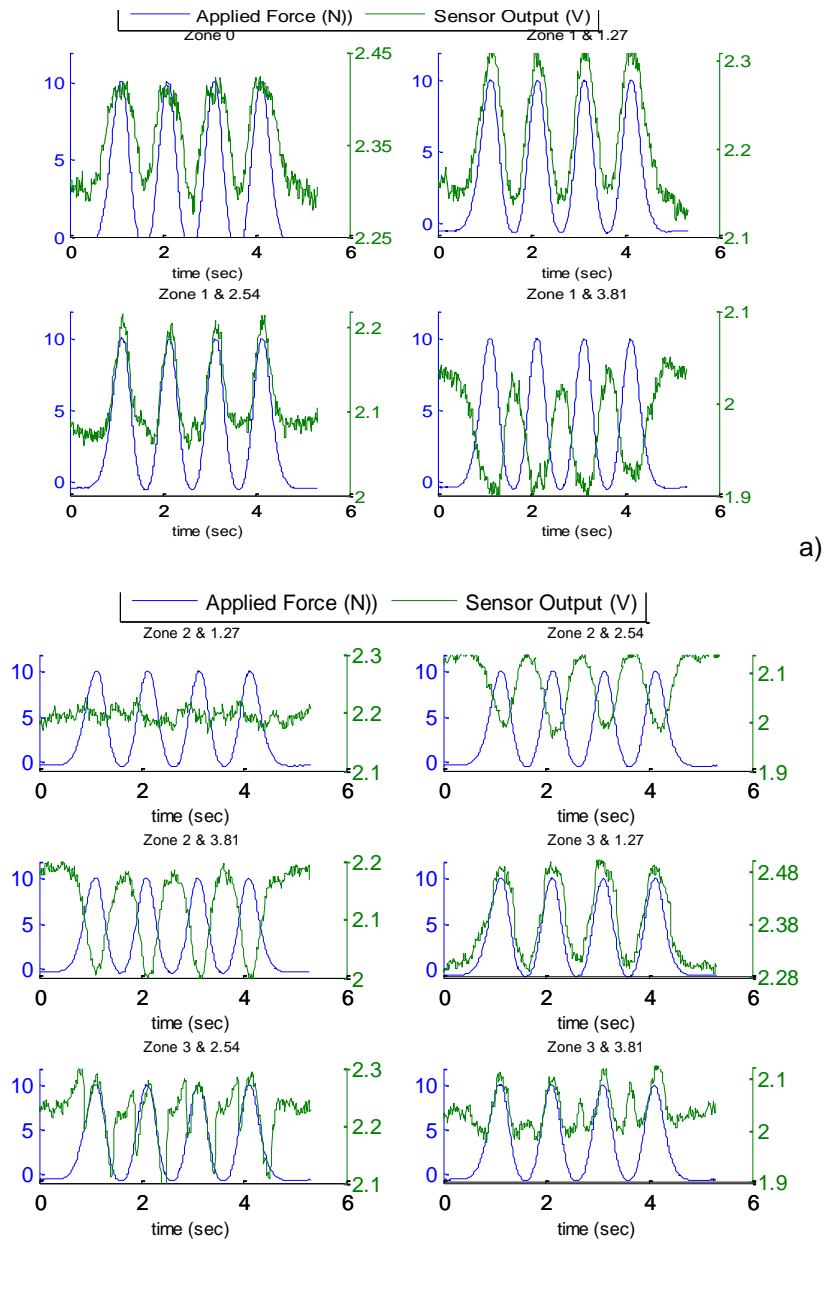 Applied Force (N)) Sensor Output (V)
Zone 0 Zone 1 & 1.27
10 5 0 2.45 2.35 2.25 10 5 0 2.3 2.2 2.1
0 2 4 6 0 2 4 6
time (sec) time (sec)
Zone 1 & 2.54 Zone 1 & 3.81
10 5 0 2.2 2.1 2 10 5 0 2.1 2 1.9
0 2 4 6 0 2 4 6
time (sec) time (sec)
a)
Applied Force (N)) Sensor Output (V)
Zone 2 & 1.27 Zone 2 & 2.54
10 5 0 2.3 2.2 2.1 10 5 0 2.1 2 1.9
0 2 4 6 0 2 4 6
time (sec) time (sec)
Zone 2 & 3.81 Zone 3 & 1.27
10 5 0 2.2 2.1 2 10 5 0 2.48 2.38 2.28
0 2 4 6 0 2 4 6
time (sec) time (sec)
Zone 3 & 2.54 Zone 3 & 3.81
10 5 0 2.3 2.2 2.1 10 5 0 2.1 2 1.9
0 2 4 6 0 2 4 6
time (sec) time (sec)